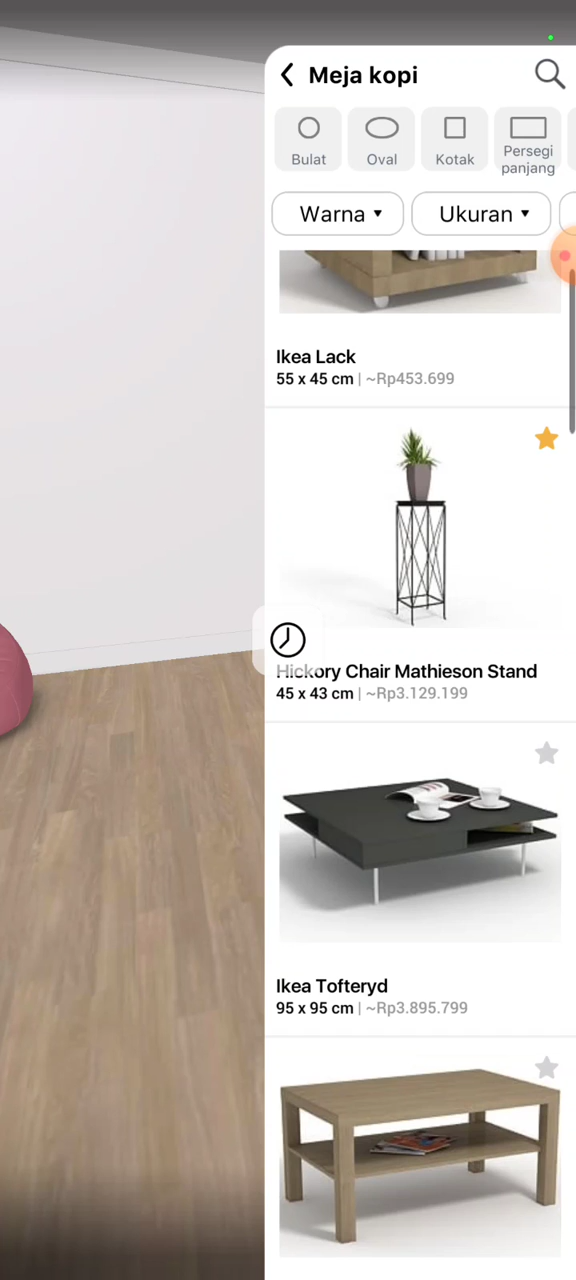 Meja kopi
Bulat
Oval
Kotak
Persegi
panjang
Warna
Ukuran
Ikea Lack
55 x 45 cm | ~Rp453.699
Hickory Chair Mathieson Stand
45 x 43 cm | ~Rp3.129.199
Ikea Tofteryd
95 x 95 cm | ~Rp3.895.799